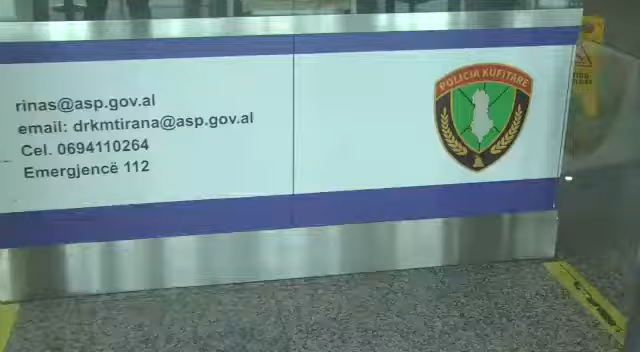 rinas@asp.gov.al
email: drkmtirana@asp.gov.al
Cel. 0694110264
Emergjencë 112
POLICIA KUFITARE